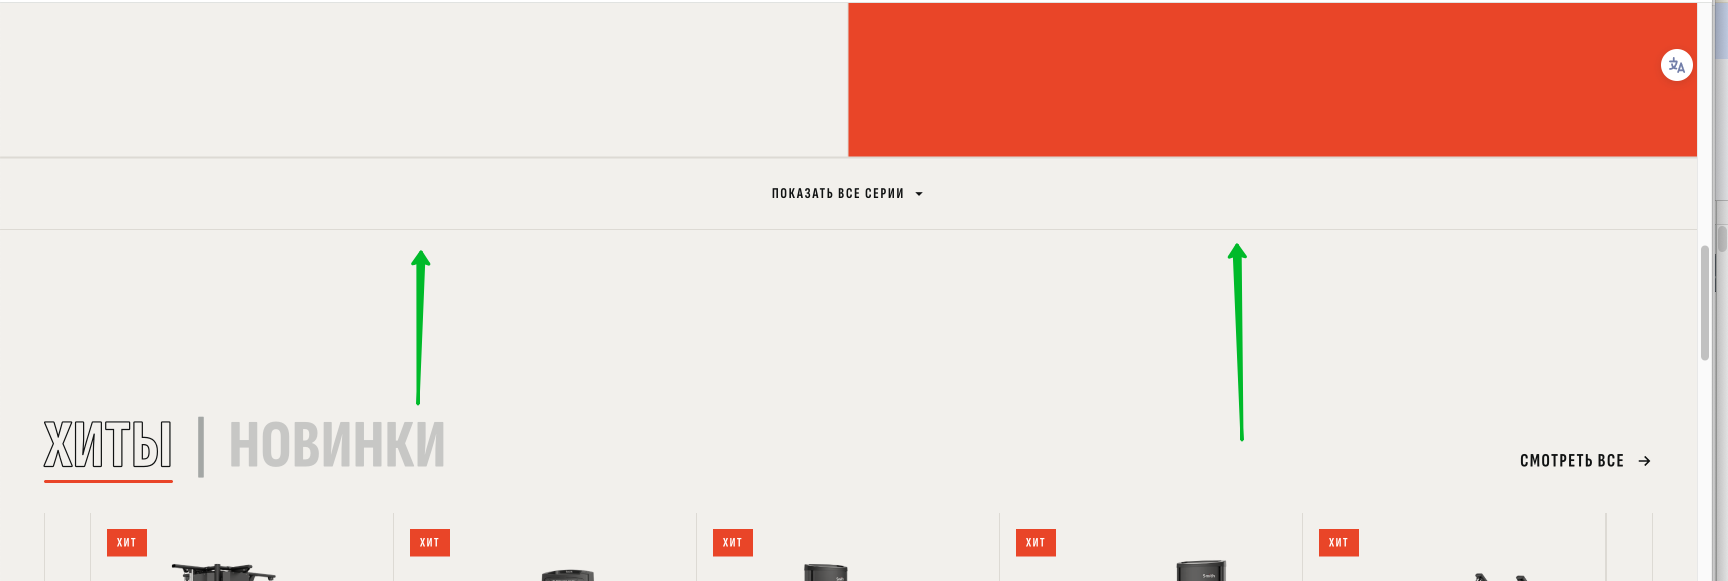 ПОКАЗАТЬ ВСЕ СЕРИИ
ХИТЫ | НОВИНКИ
СМОТРЕТЬ ВСЕ →
ХИТ ХИТ ХИТ ХИТ ХИТ